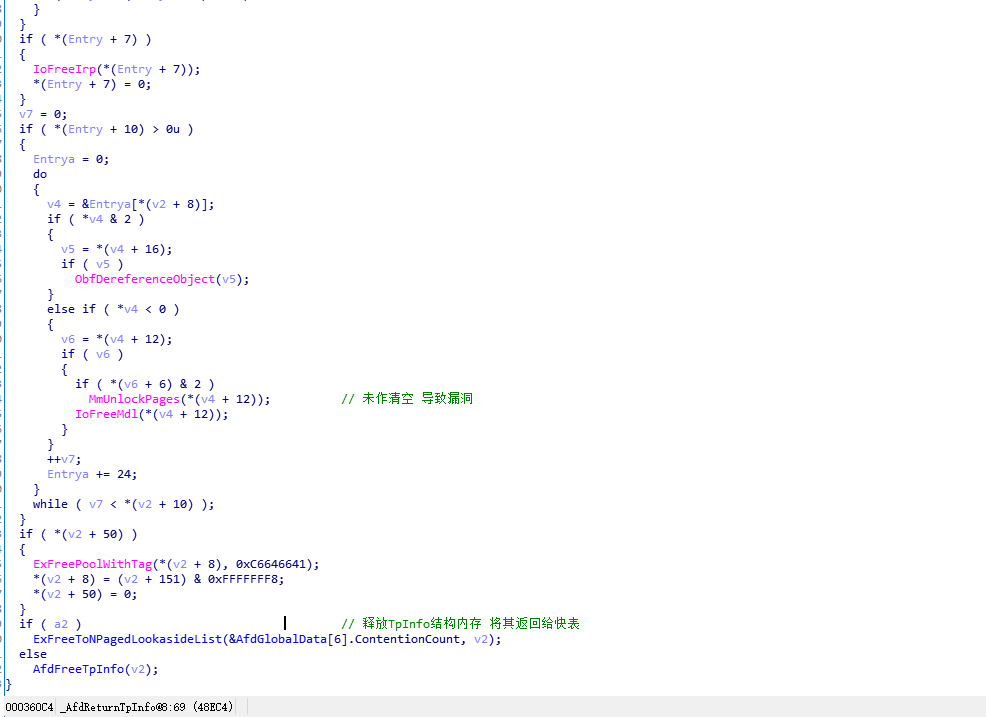 }
}
if ( *(Entry + 7) )
{
IoFreeIrp(*(Entry + 7));
*(Entry + 7) = 0;
}
v7 = 0;
if ( *(Entry + 10) > 0u )
{
Entrya = 0;
do
{
v4 = &Entrya[*(v2 + 8)];
if ( *v4 & 2 )
{
v5 = *(v4 + 16);
if ( v5 )
ObfDereferenceObject(v5);
}
else if ( *v4 < 0 )
{
v6 = *(v4 + 12);
if ( v6 )
{
if ( *(v6 + 6) & 2 )
MmUnlockPages(*(v4 + 12)); // 未作清空 导致漏洞
IoFreeMdl(*(v4 + 12));
}
}
++v7;
Entrya += 24;
}
while ( v7 < *(v2 + 10) );
}
if ( *(v2 + 50) )
{
ExFreePoolWithTag(*(v2 + 8), 0xC6646641);
*(v2 + 8) = (v2 + 151) & 0xFFFFFFF8;
*(v2 + 50) = 0;
}
if ( a2 ) // 释放TpInfo结构内存 将其返回给快表
ExFreeToNPagedLookasideList(&AfdGlobalData[6].ContentionCount, v2);
else
AfdFreeTpInfo(v2);
}
000360C4 _AfdReturnTpInfo@8:69 (48EC4)